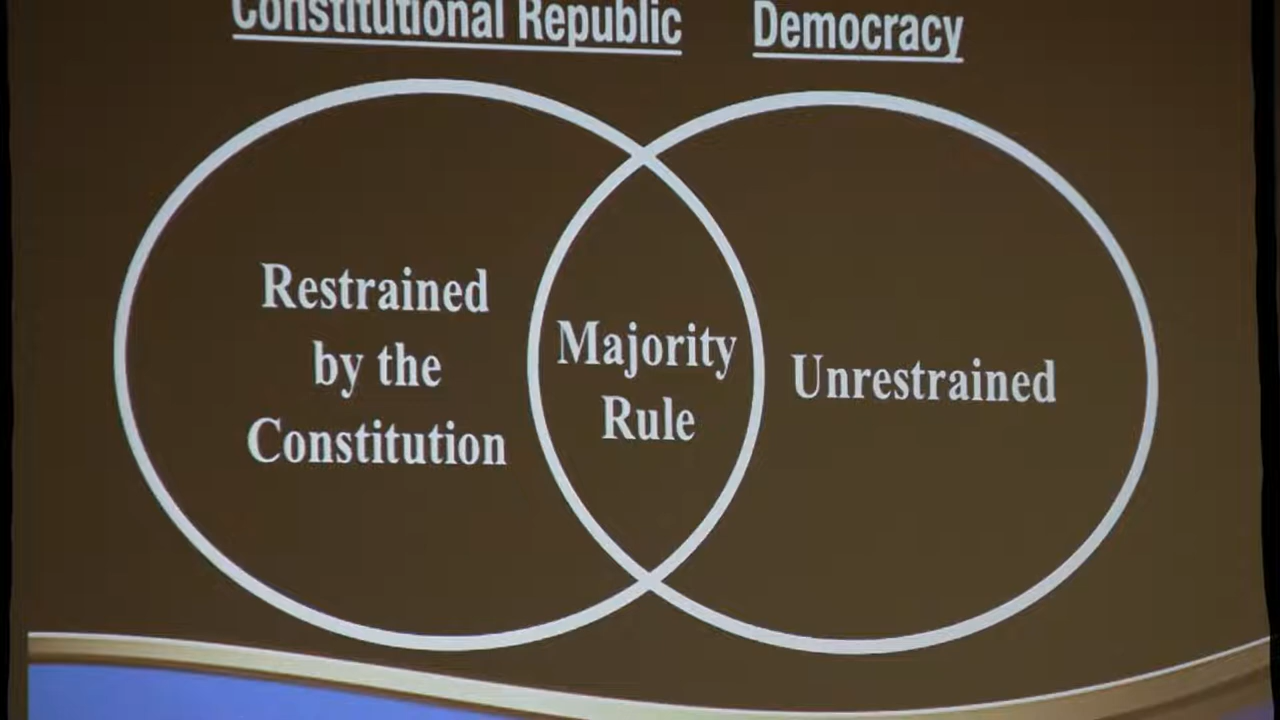 Constitutional Republic
Democracy
Restrained
by the
Constitution
Majority
Rule
Unrestrained